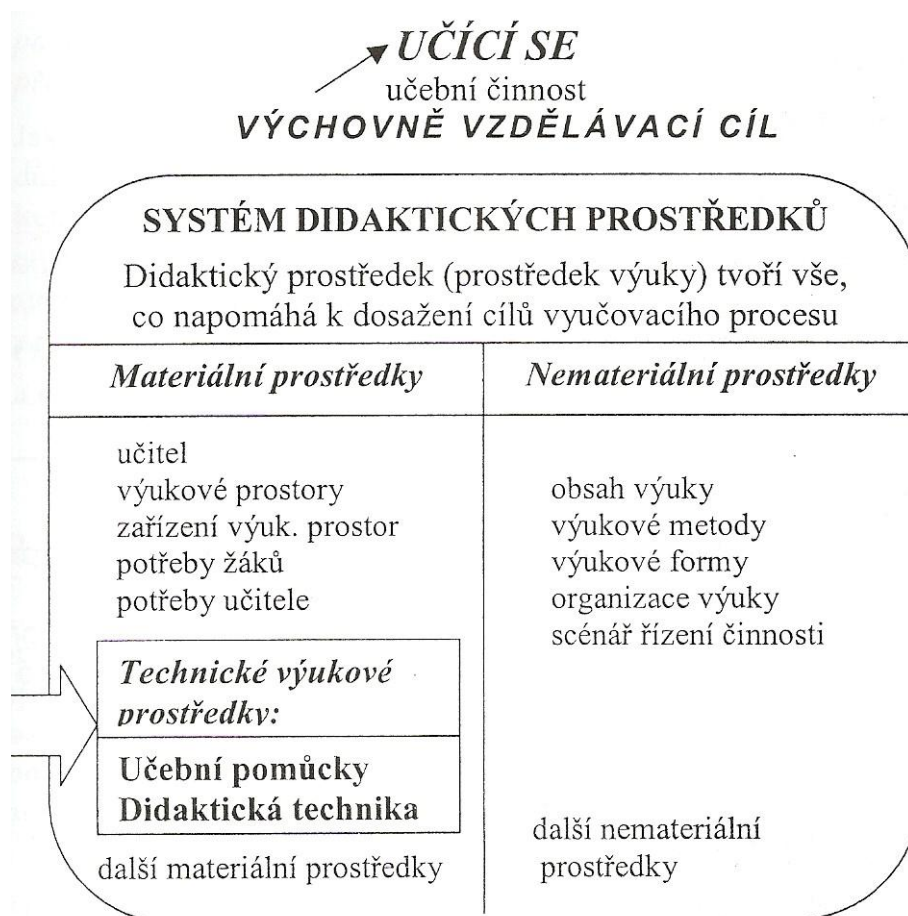 UČÍCÍ SE
učební činnost
VÝCHOVNĚ VZDĚLÁVACÍ CÍL
SYSTÉM DIDAKTICKÝCH PROSTŘEDKŮ
Didaktický prostředek (prostředek výuky) tvoří vše,
co napomáhá k dosažení cílů vyučovacího procesu
Materiální prostředky
učitel
výukové prostory
zařízení výuk. prostor
potřeby žáků
potřeby učitele
Technické výukové
prostředky:
Učební pomůcky
Didaktická technika
další materiální prostředky
Nemateriální prostředky
obsah výuky
výukové metody
výukové formy
organizace výuky
scénář řízení činnosti
další nemateriální
prostředky